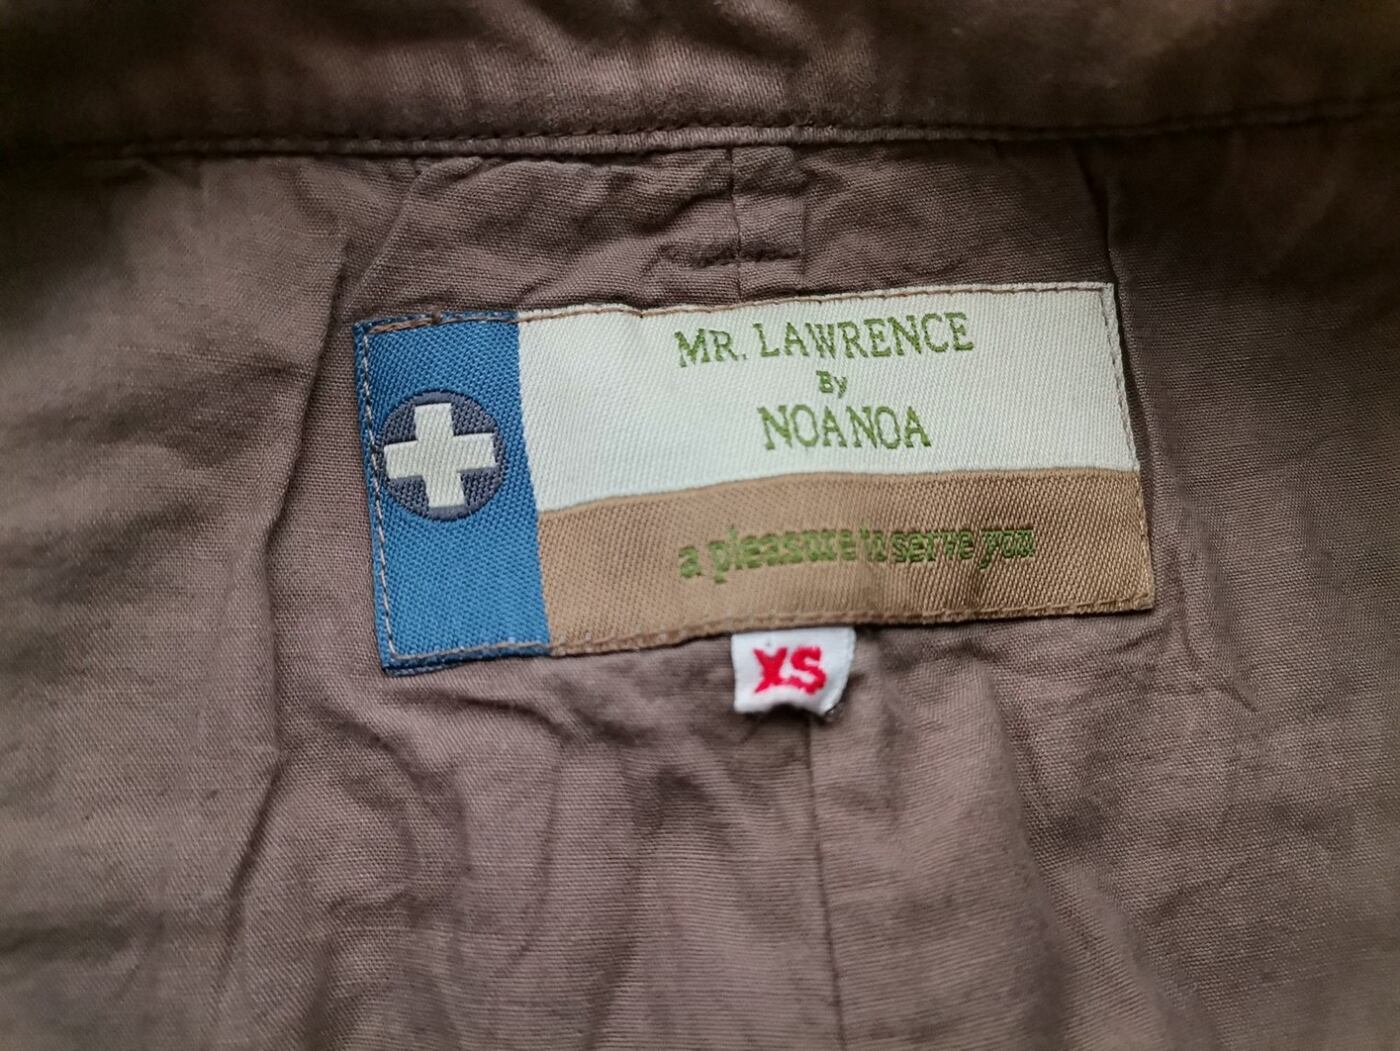 MR. LAWRENCE
By
NOA NOA
a pleasure to serve you
XS